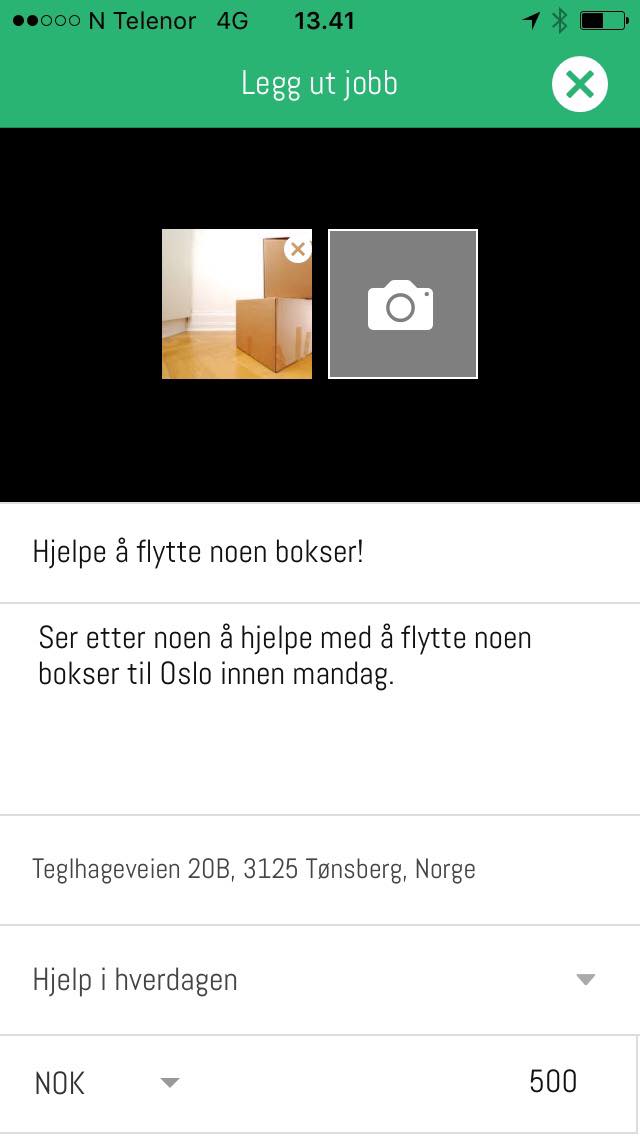 N Telenor 4G 13.41
Legg ut jobb
Hjelpe å flytte noen bokser!
Ser etter noen å hjelpe med å flytte noen
bokser til Oslo innen mandag.
Teglhageveien 20B, 3125 Tønsberg, Norge
Hjelp i hverdagen
NOK 500